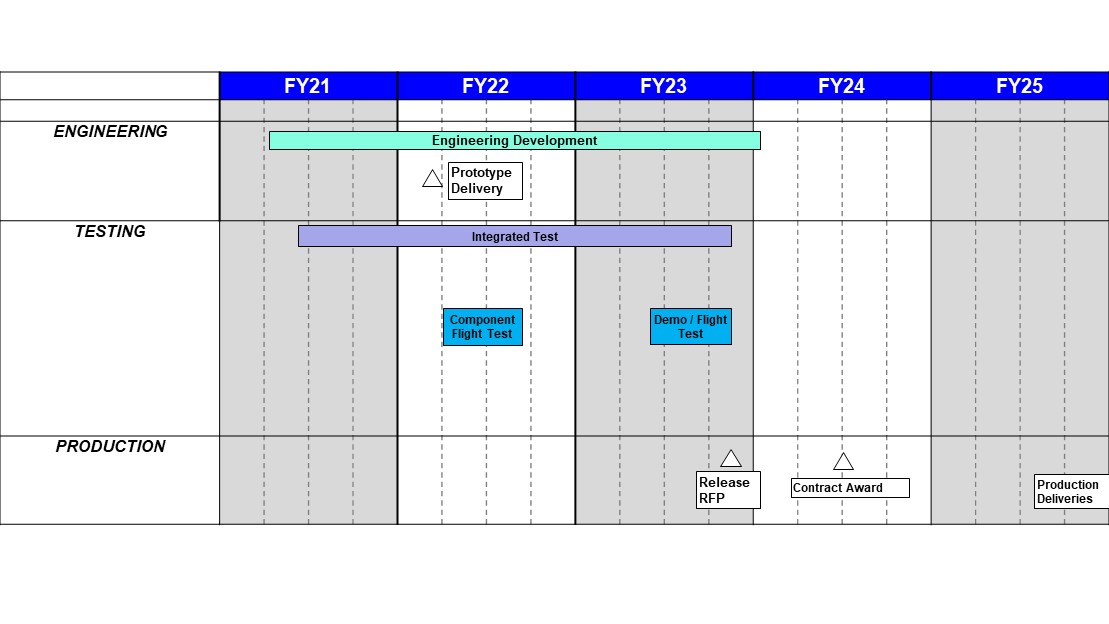 FY21 FY22 FY23 FY24 FY25
ENGINEERING
Engineering Development
Prototype
Delivery
TESTING
Integrated Test
Component
Flight Test
Demo / Flight
Test
PRODUCTION
Release
RFP
Contract Award
Production
Deliveries